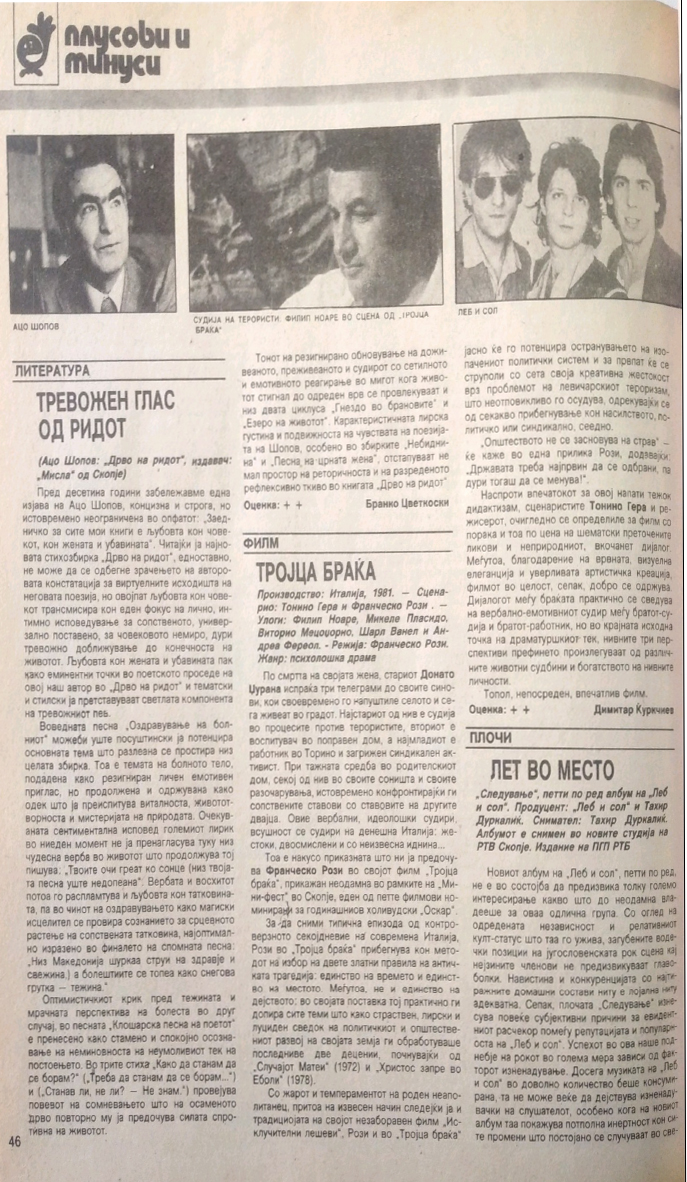 плусови и
минуси
АЦО ШОПОВ
СУДИЈА НА ТЕРОРИСТИ: ФИЛИП НОАРЕ ВО СЦЕНА ОД „ТРОЈЦА
БРАЌА“
ЛЕБ И СОЛ
ЛИТЕРАТУРА
ТРЕВОЖЕН ГЛАС
ОД РИДОТ
(Ацо Шопов: „Дрво на ридот“, издавач:
„Мисла“ од Скопје)
Пред десетина години забележавме една
изјава на Ацо Шопов, концизна и строга, но
истовремено неограничена во опфатот: „Заед-
ничко за сите мои книги е љубовта кон чове-
кот, кон жената и убавината“. Читајќи ја најно-
вата стихозбирка „Дрво на ридот“, едноставно,
не може да се одбегне зрачењето на авторо-
вата констатација за виртуелните исходишта на
неговата поезија, но овојпат љубовта кон чове-
кот трансмисира кон еден фокус на лично, ин-
тимно исповедување за сопственото, универ-
зално поставено, за човековото немиро, дури
тревожно доближување до конечноста на
животот. Љубовта кон жената и убавината пак
како еминентни точки во поетското проседе на
овој наш автор во „Дрво на ридот“ и тематски
и стилски ја претставуваат светлата компонента
на тревожниот пев.
Воведната песна „Оздравување на бол-
ниот“ можеби уште посуштински ја потенцира
основната тема што разлеана се простира низ
целата збирка. Тоа е темата на болното тело,
подадена како резигниран личен емотивен
приглас, но продолжена и одржувана како
одек што ја преиспитува виталноста, животот-
ворноста и мистеријата на природата. Очекува-
ната сентиментална исповед големиот лирик
во ниеден момент не ја пренагласува туку низ
чудесна верба во животот што продолжува тој
пишува: „Твоите очи греат ко сонце (низ твоја-
та песна уште недопеана“. Вербата и восхитот
потоа го распламтува и љубовта кон татковина-
та, па во чинот на оздравувањето како магиски
исцелител се провира сознанието за срцевното
растење на сопствената татковина, најоптимал-
но изразено во финалето на спомната песна:
„Низ Македонија шуркаа струи на здравје и
свежина,( а болештиите се топеа како снегова
грутка — тежина.“
Оптимистичкиот крик пред тежината и
мрачната перспектива на болеста во друг
случај, во песната „Клошарска песна на поетот“
е пренесено како стамено и спокојно осозна-
вање на неминовноста на неумоливиот тек на
постоењето. Во трите стиха „Како да станам да
се борам?“ („Треба да станам да се борам...“)
и („Станав ли, не ли? — Не знам.“) провејува
повевот на сомневањето што на осаменото
дрво повторно му ја предочува силата спро-
тивна на животот.
Тонот на резигнирано обновување на дожи-
веаното, преживеаното и судирот со сетилното
и емотивното реагирање во мигот кога живо-
тот стигнал до одреден врв се провлекуваат и
низ двата циклуса „Гнездо во брановите“ и
„Езеро на животот“. Карактеристичната лирска
густина и подвижноста на чувствата на поезија-
та на Шопов, особено во збирките „Небидни-
на“ и „Песна на црната жена“, отстапуваат не
мал простор на реторичноста и на разреденото
рефлексивно ткиво во книгата „Дрво на ридот“
Оценка: + + Бранко Цветкоски
ФИЛМ
ТРОЈЦА БРАЌА
Производство: Италија, 1981. — Сцена-
рио: Тонино Гера и Франческо Рози . —
Улоги: Филип Ноаре, Микеле Пласидо,
Виторио Мецоџорно, Шарл Ванел и Ан-
дреа Фереол. - Режија: Франческо Рози.
Жанр: психолошка драма
По смртта на својата жена, стариот Донато
Џурана испраќа три телеграми до своите сино-
ви, кои своевремено го напуштиле селото и се-
га живеат во градот. Најстариот од нив е судија
во процесите против терористите, вториот е
воспитувач во поправен дом, а најмладиот е
работник во Торино и загрижен синдикален ак-
тивист. При тажната средба во родителскиот
дом, секој од нив во своите соништа и своите
разочарувања, истовремено конфронтирајќи ги
сопствените ставови со ставовите на другите
двајца. Овие вербални, идеолошки судири,
всушност се судири на денешна Италија: же-
стоки, двосмислени и со неизвесна иднина...
Тоа е накусо приказната што ни ја предочу-
ва Франческо Рози во својот филм „Тројца
браќа“, прикажан неодамна во рамките на „Ми-
ни-фест“ во Скопје, еден од петте филмови но-
минирани за годинашниов холивудски „Оскар“.
За да сними типична епизода од контро-
верзното секојдневие на современа Италија,
Рози во „Тројца браќа“ прибегнува кон мето-
дот на избор на двете златни правила на антич-
ката трагедија: единство на времето и единст-
во на местото. Меѓутоа, не и единство на
дејството: во својата поставка тој практично ги
допира сите теми што како страствен, лирски и
луциден сведок на политичкиот и општестве-
ниот развој на својата земја ги обработуваше
последниве две децении, почнувајќи од
„Случајот Матеи“ (1972) и „Христос запре во
Еболи“ (1978).
Со жарот и темпераментот на роден неапо-
литанец, притоа на извесен начин следејќи ја и
традицијата на својот незаборавен филм „Ис-
клучителни лешеви“, Рози и во „Тројца браќа“
јасно ќе го потенцира остранувањето на изо-
пачениот политички систем и за првпат ќе се
струполи со сета своја креативна жестокост
врз проблемот на левичарскиот тероризам,
што неотповикливо го осудува, одрекувајќи се
од секакво прибегнување кон насилството, по-
литичко или синдикално, сеедно.
„Општеството не се засновува на страв“ —
ќе каже во една прилика Рози, додзвајќи:
„Државата треба најпрвин да се одбрани, па
дури тогаш да се менува!“.
Наспроти впечатокот за овој напати тежок
дидактизам, сценаристите Тонино Гера и ре-
жисерот, очигледно се определиле за филм со
порака и тоа по цена на шематски преточените
ликови и неприродниот, вкочанет дијалог.
Меѓутоа, благодарение на врвната, визуелна
елеганција и уверливата артистичка креација,
филмот во целост, сепак, добро се одржува.
Дијалогот меѓу браќата практично се сведува
на вербално-емотивниот судир меѓу братот-су-
дија и братот-работник, но во крајната исходна
точка на драматуршкиот тек, нивните три пер-
спективи префинето произлегуваат од различ-
ните животни судбини и богатството на нивните
личности.
Топол, непосреден, впечатлив филм.
Оценка: + + Димитар Куркчиев
ПЛОЧИ
ЛЕТ ВО МЕСТО
„Следување“, петти по ред албум на „Леб
и сол“. Продуцент: „Леб и сол“ и Тахир
Дуркалиќ. Снимател: Тахир Дуркалиќ.
Албумот е снимен во новите студија на
РТВ Скопје. Издание на ПГП РТБ
Новиот албум на „Леб и сол“, петти по ред,
не е во состојба да предизвика толку големо
интересирање какво што до неодамна вла-
дееше за оваа одлична група. Со оглед на
одредената независност и релативниот
култ-статус што таа го ужива, загубените воде-
чки позиции на југословенската рок сцена кај
нејзините членови не предизвикуваат главо-
болки. Навистина и конкуренцијата со најти-
ражните домашни состави ниту е лојална ниту
адекватна. Сепак, плочата „Следување“ изне-
сува повеќе субјективни причини за евидент-
ниот расчекор помеѓу репутацијата и популарн-
оста на „Леб и сол“. Успехот во ова наше под-
небје на рокот во голема мера зависи од фак-
торот изненадување. Досега музиката на „Леб
и сол“ во доволно количество беше консуми-
рана, та не може веќе да дејствува изненаду-
вачки на слушателот, особено кога на новиот
албум таа покажува потполна инертност кон си-
те промени што постојано се случуваат во све-
46